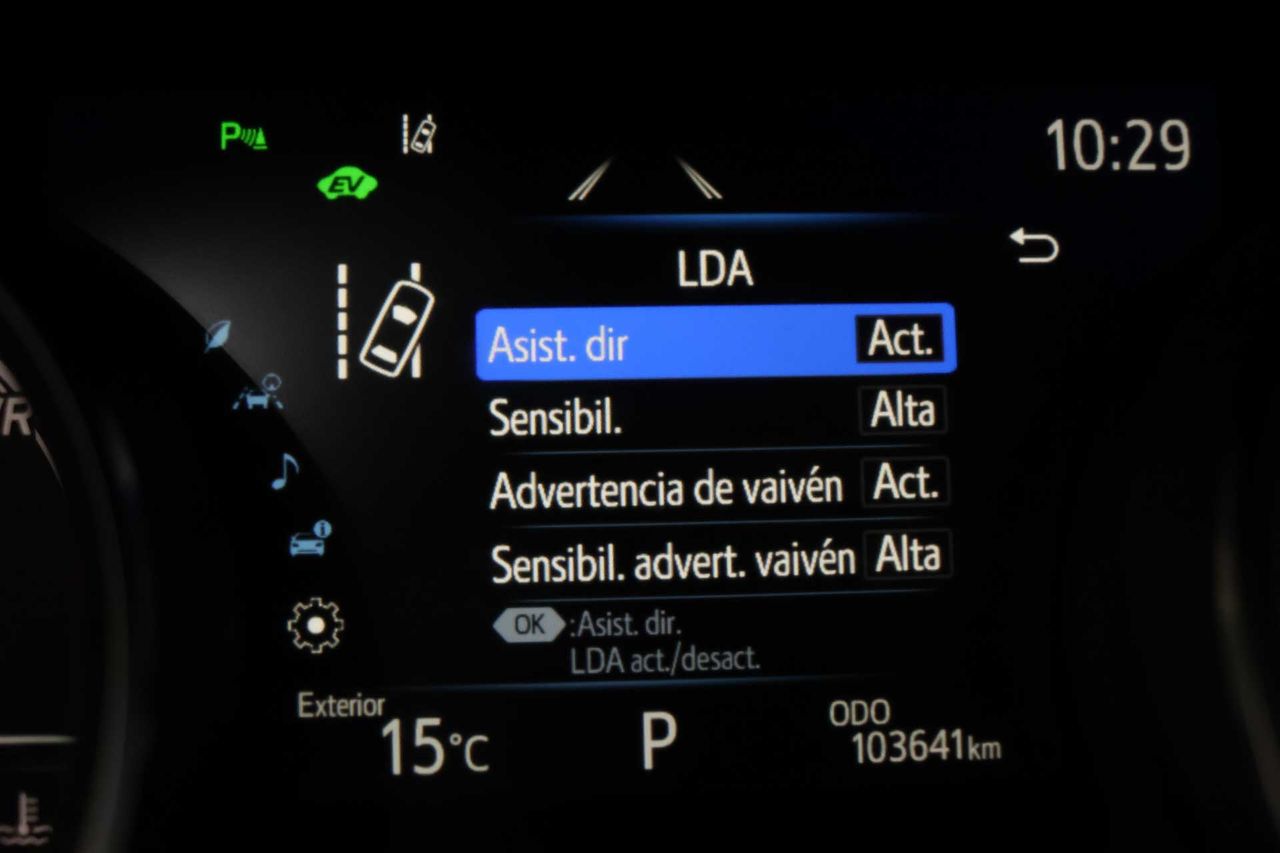 P
10:29
EV
LDA
Asist. dir Act.
Sensibil. Alta
Advertencia de vaivén Act.
Sensibil. advert. vaivén Alta
OK :Asist. dir.
LDA act./desact.
Exterior
15°C
P
ODO
103641km